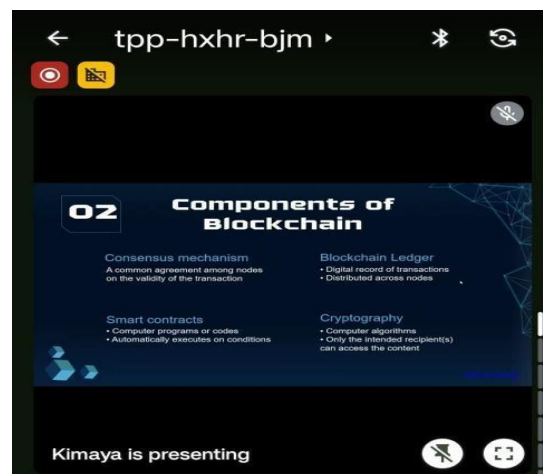 tpp-hxhr-bjm
02
Components of
Blockchain
Consensus mechanism
A common agreement among nodes
on the validity of the transaction
Blockchain Ledger
• Digital record of transactions
• Distributed across nodes
Smart contracts
• Computer programs or codes
• Automatically executes on conditions
Cryptography
• Computer algorithms
• Only the intended recipient(s)
can access the content
Kimaya is presenting